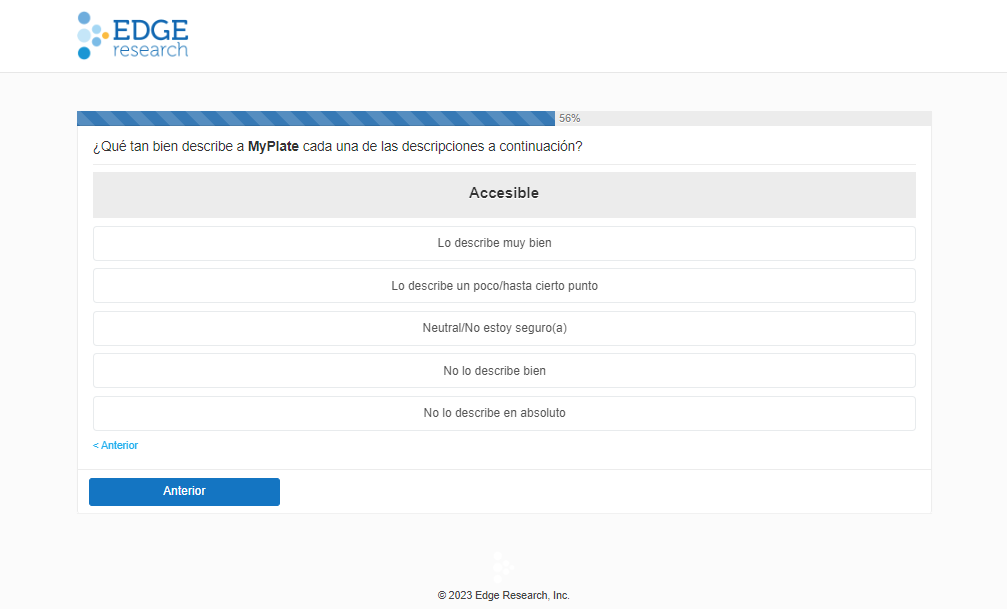 EDGE
research
56%
¿Qué tan bien describe a MyPlate cada una de las descripciones a continuación?
Accesible
Lo describe muy bien
Lo describe un poco/hasta cierto punto
Neutral/No estoy seguro(a)
No lo describe bien
No lo describe en absoluto
< Anterior
Anterior
© 2023 Edge Research, Inc.